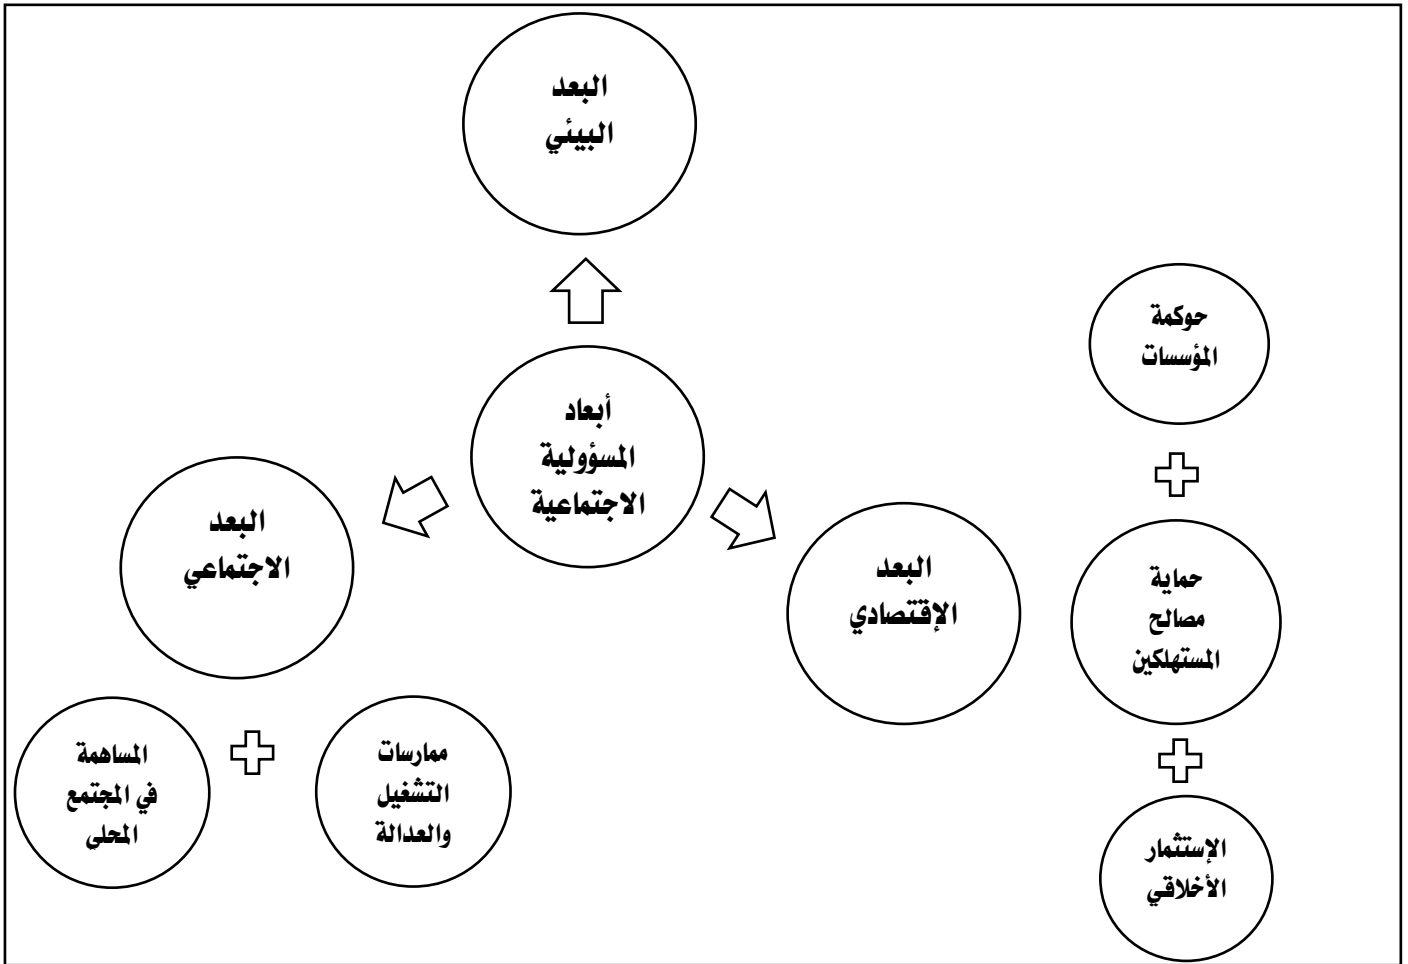 البعد
البيئي
حوكمة
المؤسسات
أبعاد
المسؤولية
الاجتماعية
البعد
الاجتماعي
البعد
الإقتصادي
حماية
مصالح
المستهلكين
ممارسات
التشغيل
والعدالة
المساهمة
في المجتمع
المحلي
الإستثمار
الأخلاقي